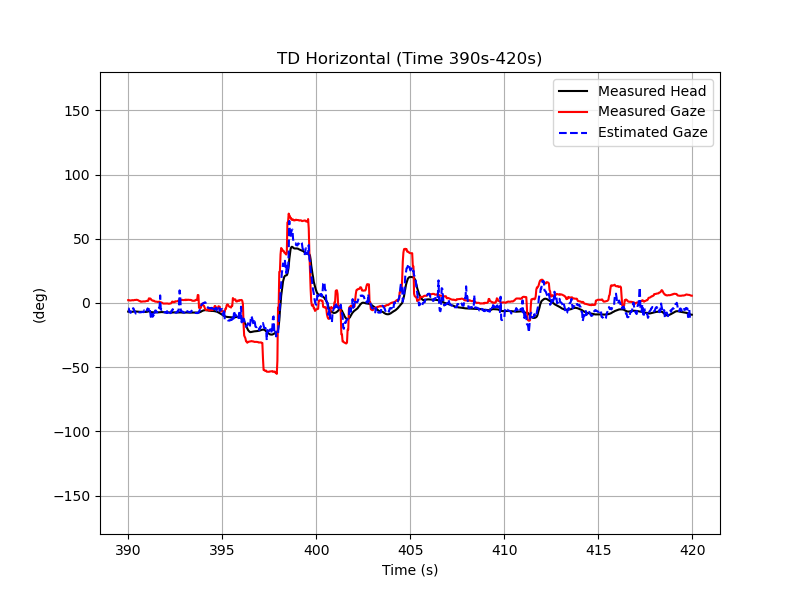 TD Horizontal (Time 390s-420s)
Measured Head
Measured Gaze
Estimated Gaze
150
100
50
0
−50
−100
−150
(deg)
390 395 400 405 410 415 420
Time (s)